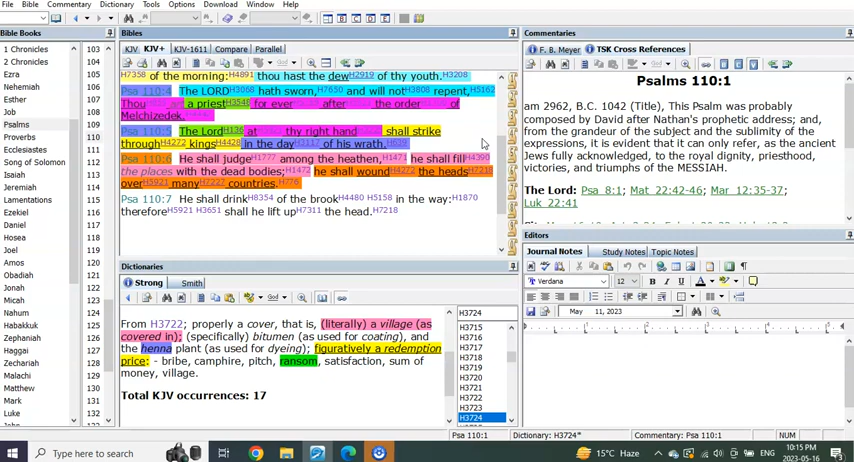 File Bible Commentary Dictionary Tools Options Download Window Help
Bible Books
1 Chronicles
2 Chronicles
Ezra
Nehemiah
Esther
Job
Psalms
Proverbs
Ecclesiastes
Song of Solomon
Isaiah
Jeremiah
Lamentations
Ezekiel
Daniel
Hosea
Joel
Amos
Obadiah
Jonah
Micah
Nahum
Habakkuk
Zephaniah
Haggai
Zechariah
Malachi
Matthew
Mark
Luke
103
104
105
106
107
108
109
110
111
112
113
114
115
116
117
118
119
120
121
122
123
124
125
126
127
128
129
130
131
132
Bibles
KJV KJV+ KJV-1611 Compare Parallel
H7358 of the morning:H4891 thou hast the dewH2919 of thy youth.H3208
Psa 110:4 The LORDH3068 hath sworn,H7650 and willH3808 not repent,H5162
Thou a priestH3548 for ever after the order of
Melchizedek.
Psa 110:5 The LordH136 at thy right hand shall strike
throughH4272 kingsH4428 in the dayH3117 of his wrath.H639
Psa 110:6 He shall judgeH1777 among the heathen,H1471 he shall fillH4390
the places with the dead bodies;H1472 he shall woundH4272 the headsH7218
overH5921 manyH7227 countries.H776
Psa 110:7 He shall drinkH8354 of the brookH4480 H5158 in the way:H1870
thereforeH5921 H3651 shall he lift upH7311 the head.H7218
Dictionaries
Strong Smith
From H3722; properly a cover, that is, (literally) a village (as
covered in); (specifically) bitumen (as used for coating), and
the henna plant (as used for dyeing); figuratively a redemption
price: - bribe, camphire, pitch, ransom, satisfaction, sum of
money, village.
Total KJV occurrences: 17
H3724
H3715
H3716
H3717
H3718
H3719
H3720
H3721
H3722
H3723
H3724
Commentaries
F. B. Meyer TSK Cross References
Psalms 110:1
am 2962, B.C. 1042 (Title), This Psalm was probably
composed by David after Nathan's prophetic address; and,
from the grandeur of the subject and the sublimity of the
expressions, it is evident that it can only refer, as the ancient
Jews fully acknowledged, to the royal dignity, priesthood,
victories, and triumphs of the MESSIAH.
The Lord: Psa 8:1; Mat 22:42-46; Mar 12:35-37;
Luk 22:41
Editors
Journal Notes Study Notes Topic Notes
Verdana 12 B I U A
May 11, 2023
Psa 110:1 Dictionary: H3724* Commentary: Psa 110:1 NUM
Type here to search
15°C Haze
ENG
10:15 PM
2023-05-16